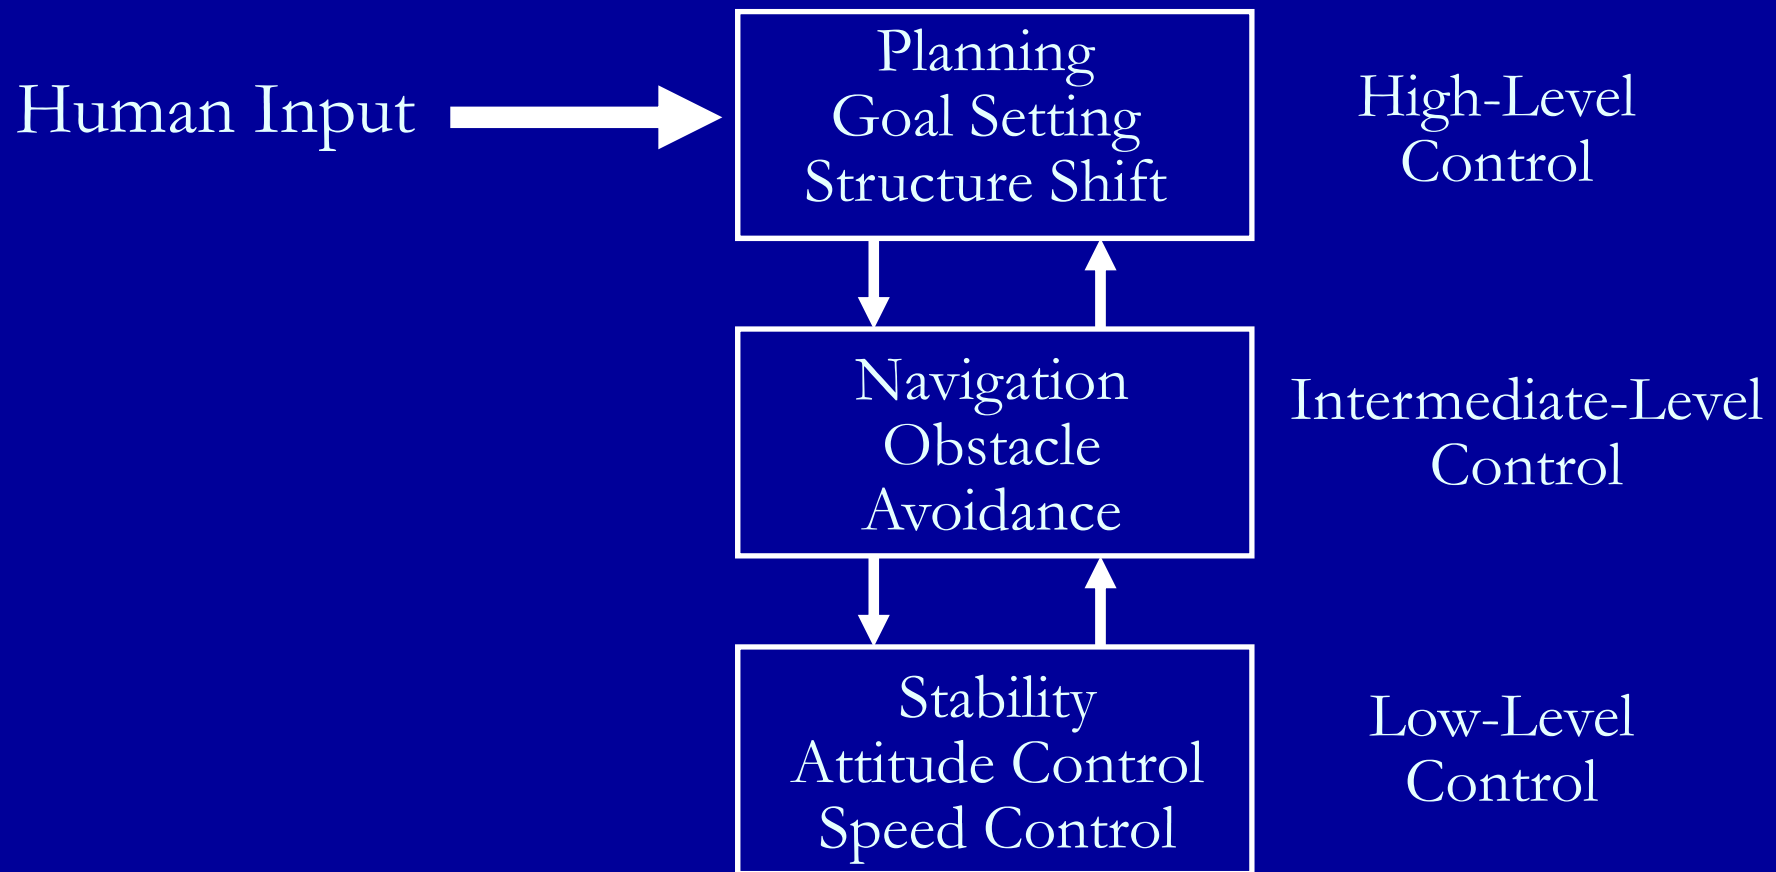 Human Input
Planning
Goal Setting
Structure Shift
High-Level
Control
Navigation
Obstacle
Avoidance
Intermediate-Level
Control
Stability
Attitude Control
Speed Control
Low-Level
Control